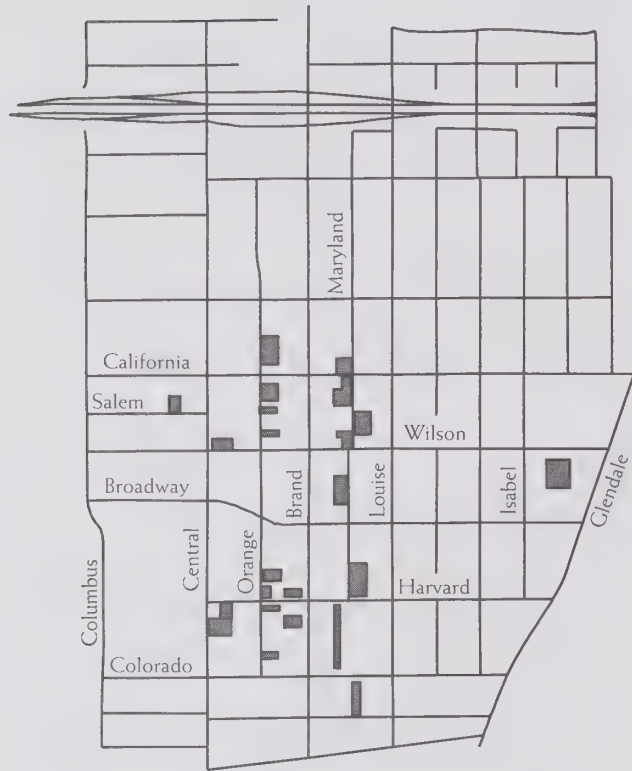 Maryland
California
Salem
Wilson
Broadway
Brand
Louise
Isabel
Glendale
Columbus
Central
Orange
Harvard
Colorado